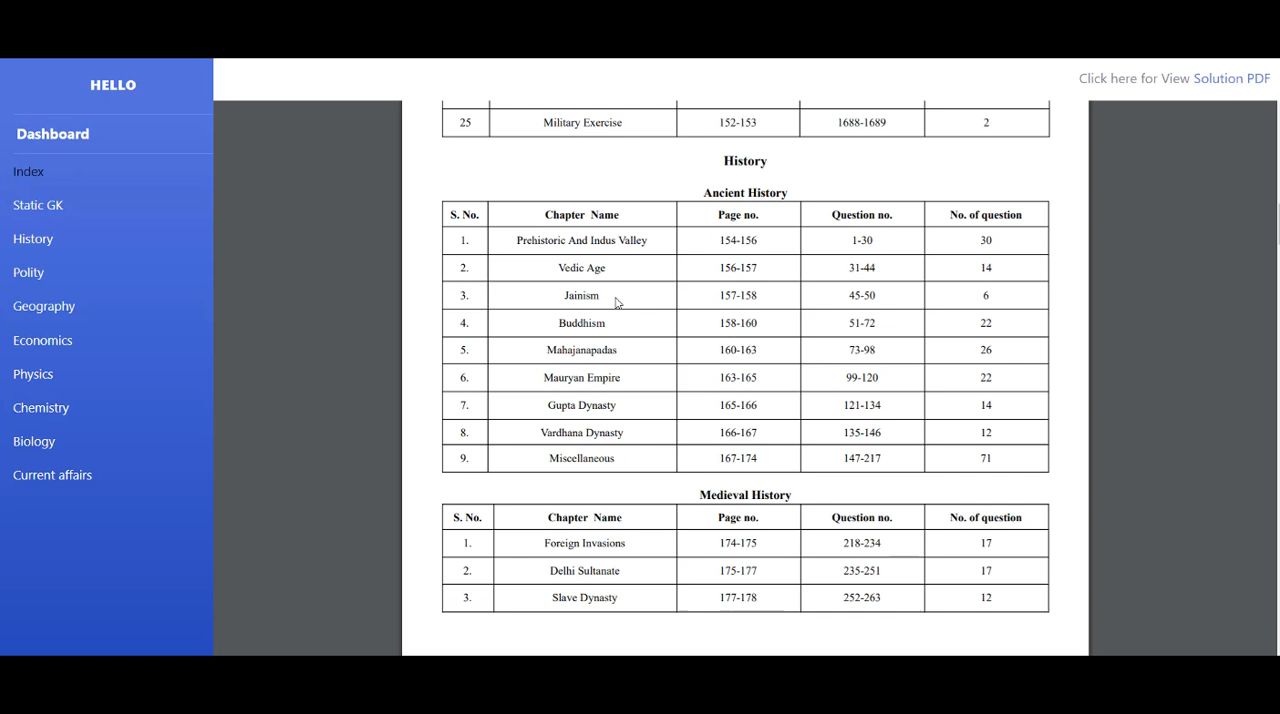 HELLO
Dashboard
Index
Static GK
History
Polity
Geography
Economics
Physics
Chemistry
Biology
Current affairs
Click here for View Solution PDF
25 Military Exercise 152-153 1688-1689 2
History
Ancient History
S. No. Chapter Name Page no. Question no. No. of question
1. Prehistoric And Indus Valley 154-156 1-30 30
2. Vedic Age 156-157 31-44 14
3. Jainism 157-158 45-50 6
4. Buddhism 158-160 51-72 22
5. Mahajanapadas 160-163 73-98 26
6. Mauryan Empire 163-165 99-120 22
7. Gupta Dynasty 165-166 121-134 14
8. Vardhana Dynasty 166-167 135-146 12
9. Miscellaneous 167-174 147-217 71
Medieval History
S. No. Chapter Name Page no. Question no. No. of question
1. Foreign Invasions 174-175 218-234 17
2. Delhi Sultanate 175-177 235-251 17
3. Slave Dynasty 177-178 252-263 12